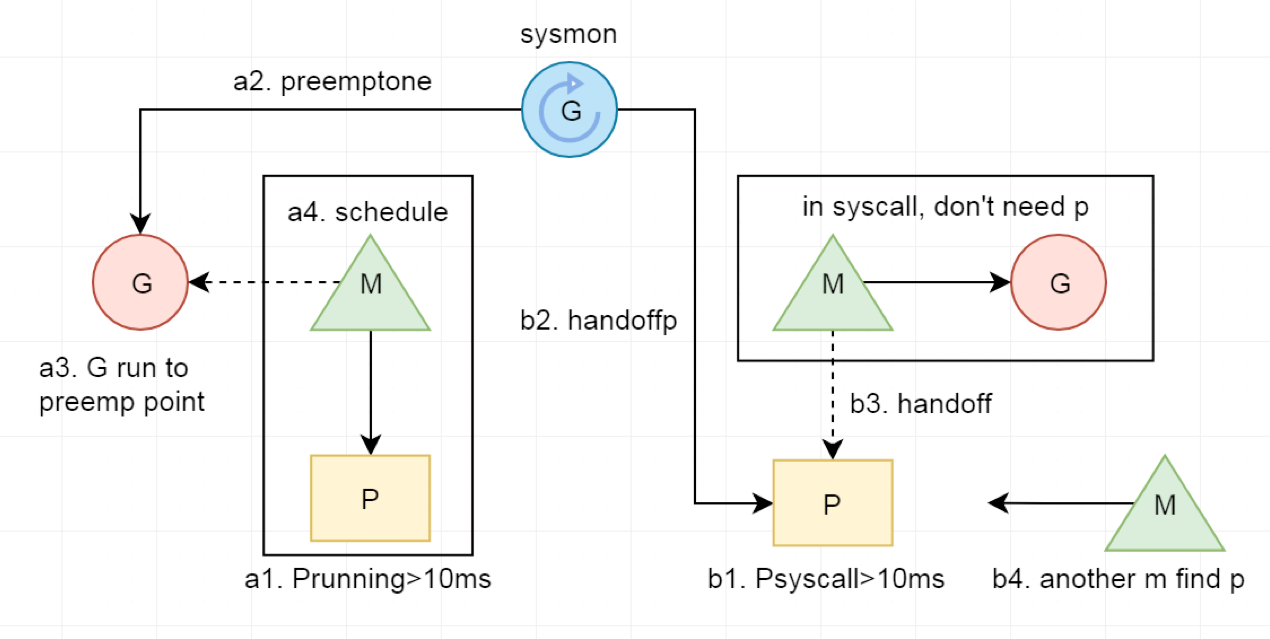 sysmon
a2. preemptone
G
a4. schedule
in syscall, don't need p
G
M
M
G
b2. handoffp
a3. G run to
preemp point
b3. handoff
P
P
M
a1. Prunning>10ms
b1. Psyscall>10ms
b4. another m find p